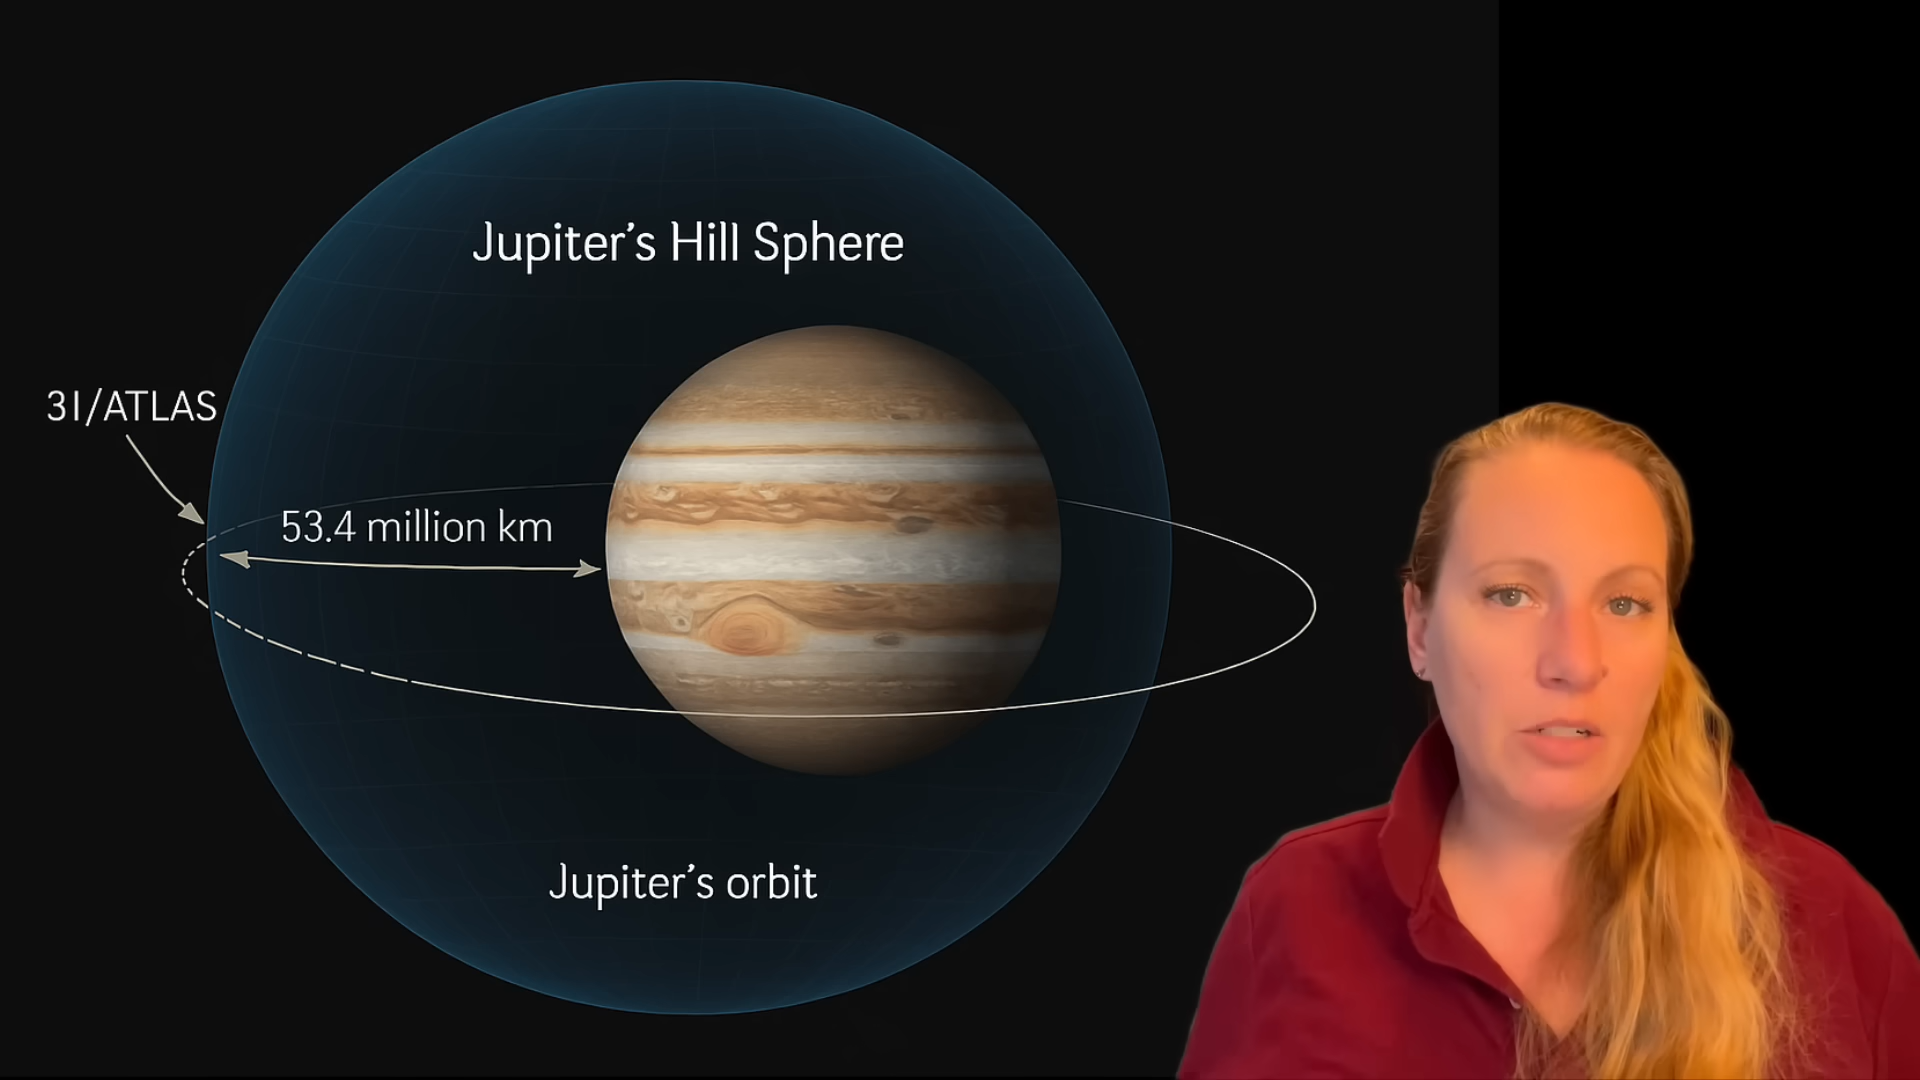 Jupiter’s Hill Sphere
3I/ATLAS
53.4 million km
Jupiter’s orbit